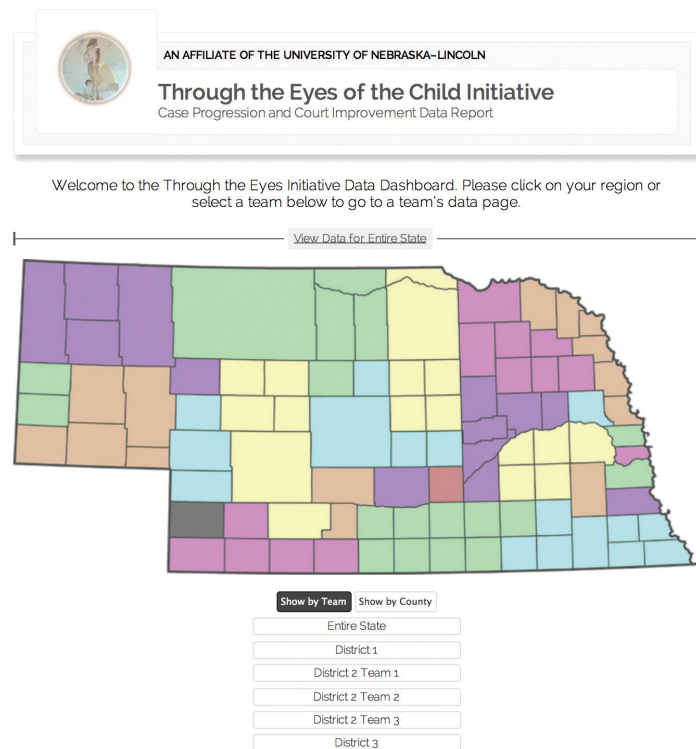 AN AFFILIATE OF THE UNIVERSITY OF NEBRASKA–LINCOLN
Through the Eyes of the Child Initiative
Case Progression and Court Improvement Data Report
Welcome to the Through the Eyes Initiative Data Dashboard. Please click on your region or
select a team below to go to a team's data page.
View Data for Entire State
Show by Team Show by County
Entire State
District 1
District 2 Team 1
District 2 Team 2
District 2 Team 3
District 3